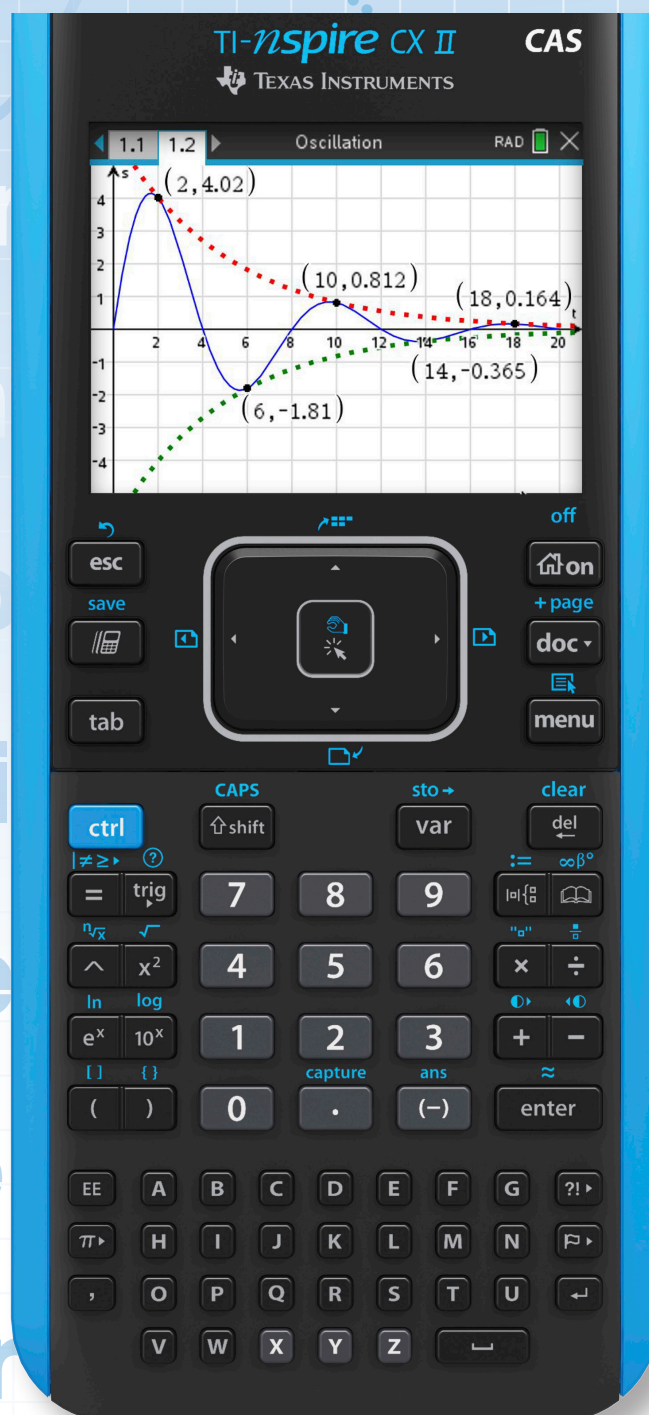 TI-nspire CX II CAS
TEXAS INSTRUMENTS
1.1 1.2 Oscillation RAD
s
(2,4.02)
4
3
2
(10,0.812)
(18,0.164)
1
t
2 4 6 8 10 12 14 16 18 20
-1
(14,-0.365)
-2
(6,-1.81)
-3
-4
off
esc on
save +page
doc
tab menu
CAPS sto→ clear
ctrl shift var del
|≠≥▸ ? := ∞β°
= trig 7 8 9 |□|{
ⁿ√x √ "□"
^ x² 4 5 6 × ÷
ln log
eˣ 10ˣ 1 2 3 + −
[ ] { } capture ans ≈
( ) 0 . (−) enter
EE A B C D E F G ?!▸
π▸ H I J K L M N
, O P Q R S T U
V W X Y Z